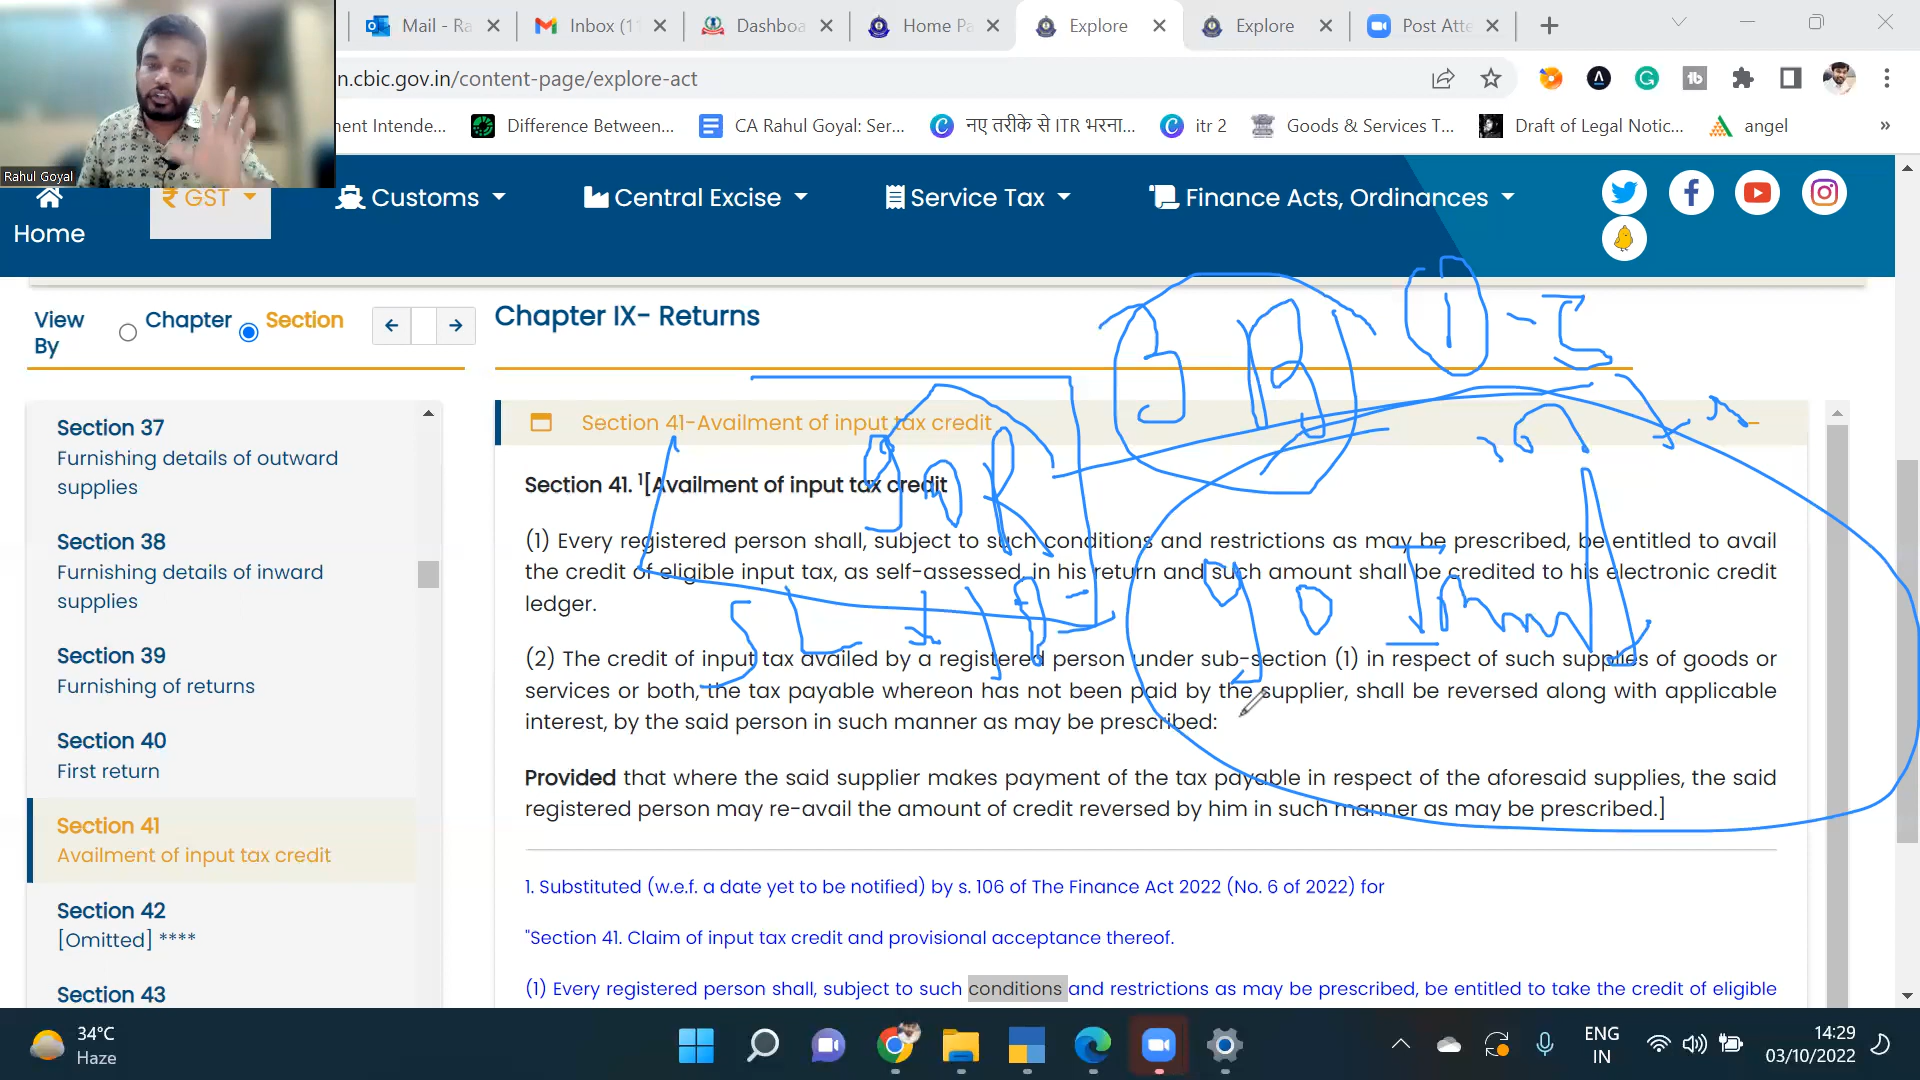 Mail - Ra
Inbox (1
Dashboa
Home Pa
Explore
Explore
Post Atte
n.cbic.gov.in/content-page/explore-act
nent Intende...
Difference Between...
CA Rahul Goyal: Ser...
नए तरीके से ITR भरना...
itr 2
Goods & Services T...
Draft of Legal Notic...
angel
»
Rahul Goyal
Home
₹ GST
Customs
Central Excise
Service Tax
Finance Acts, Ordinances
View By
Chapter
Section
Chapter IX- Returns
3B
1 - I
Section 37
Furnishing details of outward
supplies
Section 38
Furnishing details of inward
supplies
Section 39
Furnishing of returns
Section 40
First return
Section 41
Availment of input tax credit
Section 42
[Omitted] ****
Section 43
Section 41-Availment of input tax credit
Section 41. ¹[Availment of input tax credit
(1) Every registered person shall, subject to such conditions and restrictions as may be prescribed, be entitled to avail
the credit of eligible input tax, as self-assessed, in his return and such amount shall be credited to his electronic credit
ledger.
(2) The credit of input tax availed by a registered person under sub-section (1) in respect of such supplies of goods or
services or both, the tax payable whereon has not been paid by the supplier, shall be reversed along with applicable
interest, by the said person in such manner as may be prescribed:
Provided that where the said supplier makes payment of the tax payable in respect of the aforesaid supplies, the said
registered person may re-avail the amount of credit reversed by him in such manner as may be prescribed.]
1. Substituted (w.e.f. a date yet to be notified) by s. 106 of The Finance Act 2022 (No. 6 of 2022) for
"Section 41. Claim of input tax credit and provisional acceptance thereof.
(1) Every registered person shall, subject to such conditions and restrictions as may be prescribed, be entitled to take the credit of eligible
34°C
Haze
ENG
IN
14:29
03/10/2022